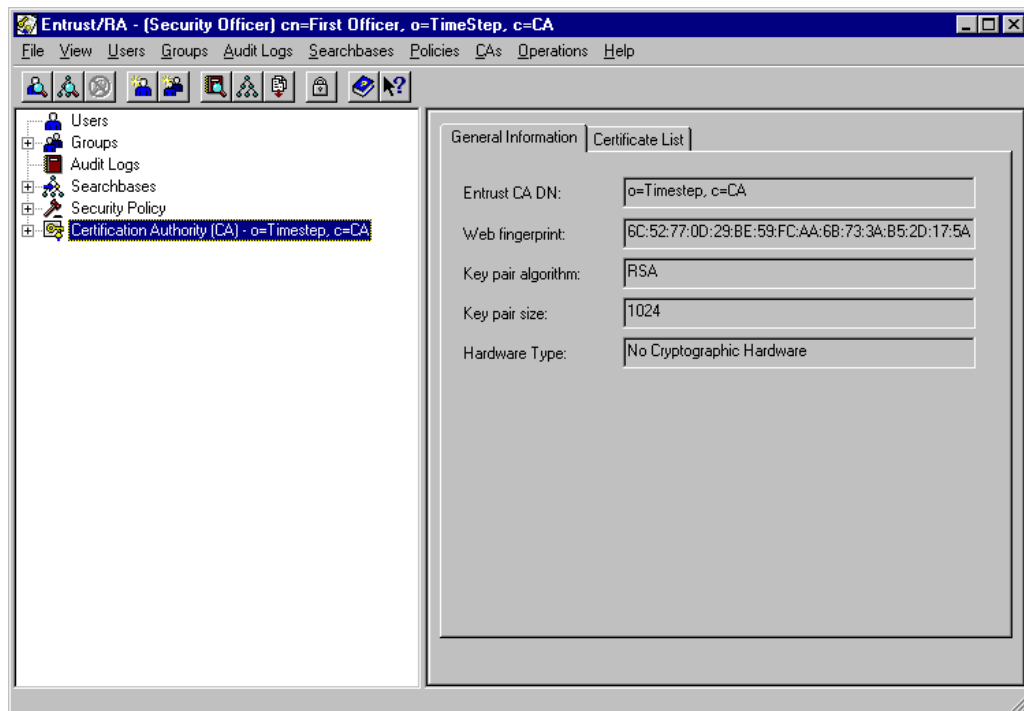 Entrust/RA - (Security Officer) cn=First Officer, o=TimeStep, c=CA
File View Users Groups Audit Logs Searchbases Policies CAs Operations Help
Users
Groups
Audit Logs
Searchbases
Security Policy
Certification Authority (CA) - o=Timestep, c=CA
General Information Certificate List
Entrust CA DN: o=Timestep, c=CA
Web fingerprint: 6C:52:77:0D:29:BE:59:FC:AA:6B:73:3A:B5:2D:17:5A
Key pair algorithm: RSA
Key pair size: 1024
Hardware Type: No Cryptographic Hardware